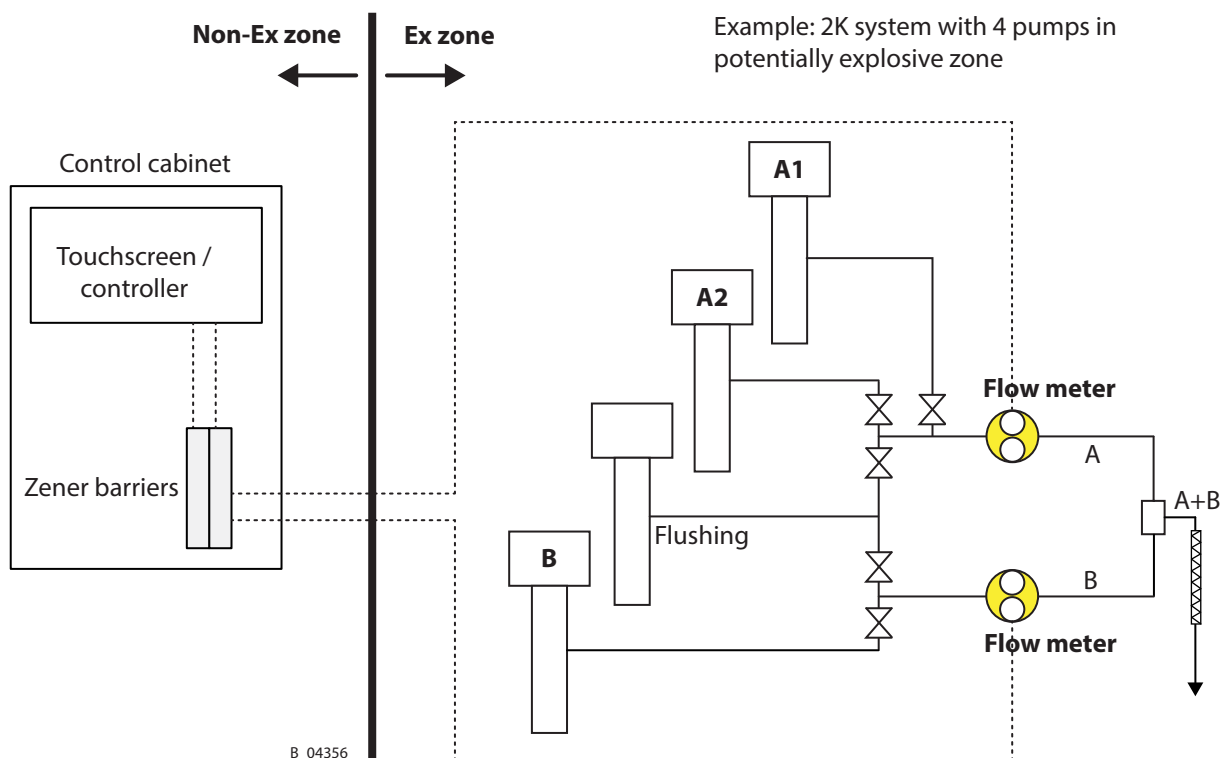 Non-Ex zone
Ex zone
Example: 2K system with 4 pumps in
potentially explosive zone
Control cabinet
Touchscreen /
controller
Zener barriers
A1
A2
Flushing
B
Flow meter
A
A+B
B
Flow meter
B_04356